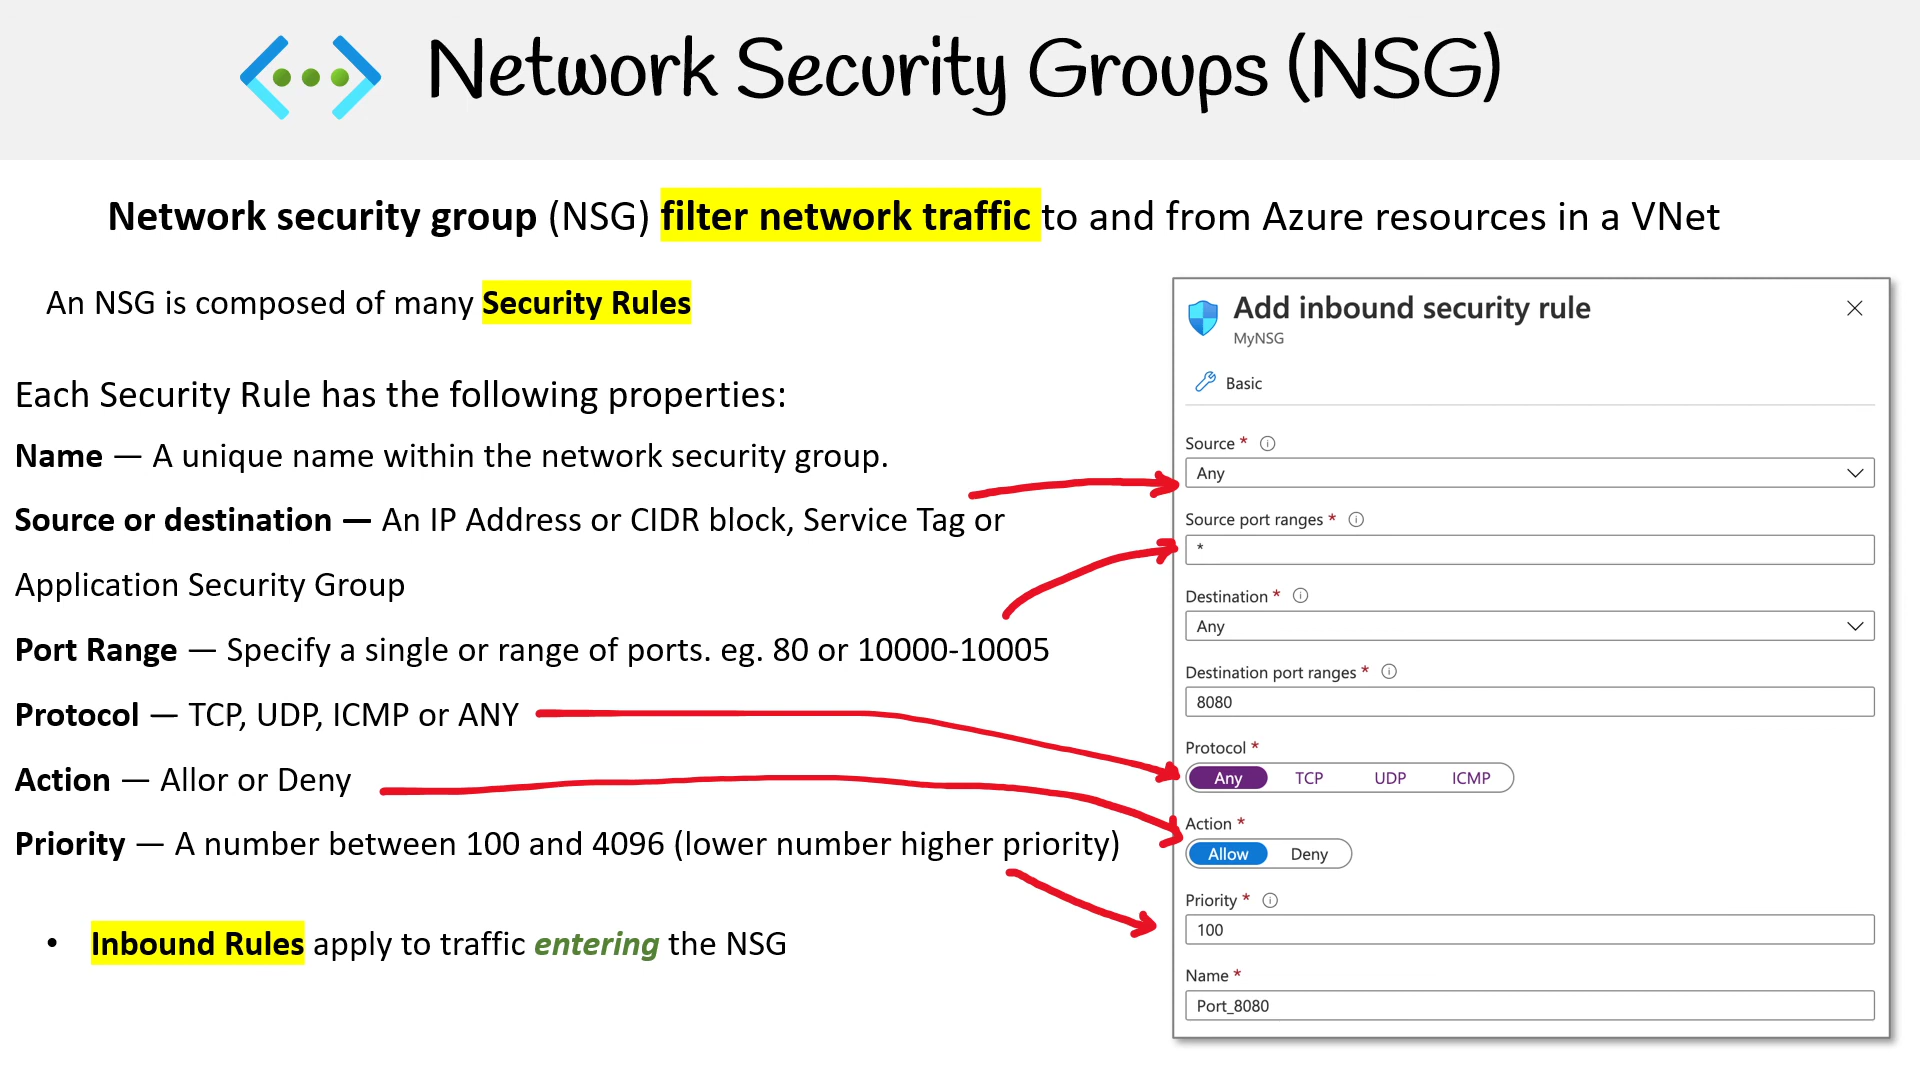 Network Security Groups (NSG)
Network security group (NSG) filter network traffic to and from Azure resources in a VNet
An NSG is composed of many Security Rules
Each Security Rule has the following properties:
Name — A unique name within the network security group.
Source or destination — An IP Address or CIDR block, Service Tag or
Application Security Group
Port Range — Specify a single or range of ports. eg. 80 or 10000-10005
Protocol — TCP, UDP, ICMP or ANY
Action — Allor or Deny
Priority — A number between 100 and 4096 (lower number higher priority)
• Inbound Rules apply to traffic entering the NSG
Add inbound security rule
MyNSG
Basic
Source *
Any
Source port ranges *
*
Destination *
Any
Destination port ranges *
8080
Protocol *
Any TCP UDP ICMP
Action *
Allow Deny
Priority *
100
Name *
Port_8080